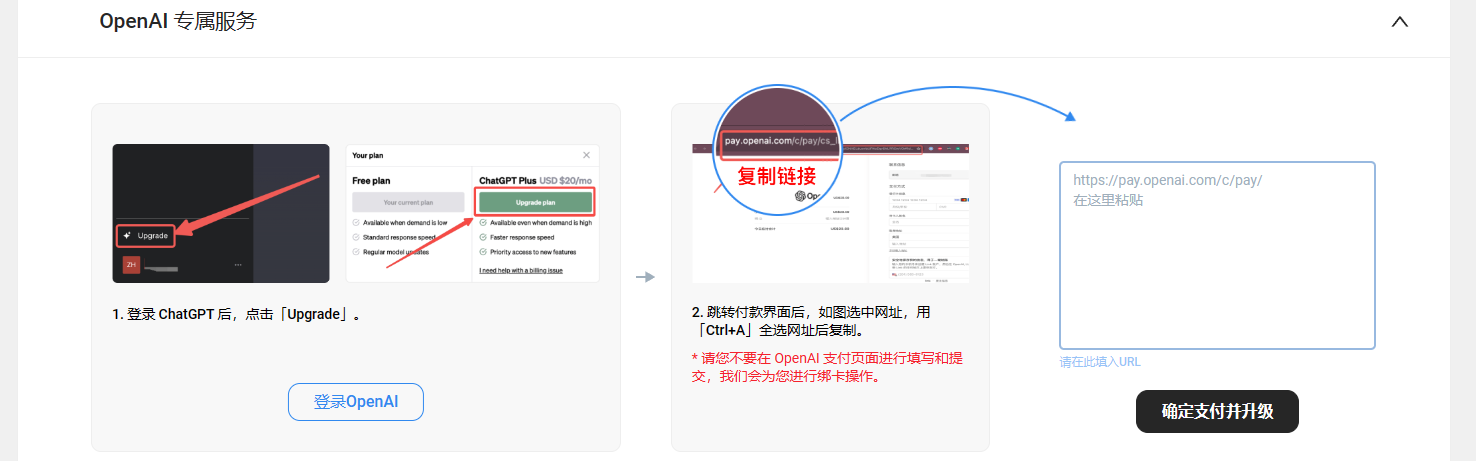 OpenAI 专属服务
Upgrade
ZH
Your plan
Free plan
Your current plan
Available when demand is low
Standard response speed
Regular model updates
ChatGPT Plus USD $20/mo
Upgrade plan
Available even when demand is high
Faster response speed
Priority access to new features
I need help with a billing issue
1. 登录 ChatGPT 后，点击「Upgrade」。
登录OpenAI
pay.openai.com/c/pay/cs_
复制链接
2. 跳转付款界面后，如图选中网址，用
「Ctrl+A」全选网址后复制。
* 请您不要在 OpenAI 支付页面进行填写和提
交，我们会为您进行绑卡操作。
https://pay.openai.com/c/pay/
在这里粘贴
请在此填入URL
确定支付并升级